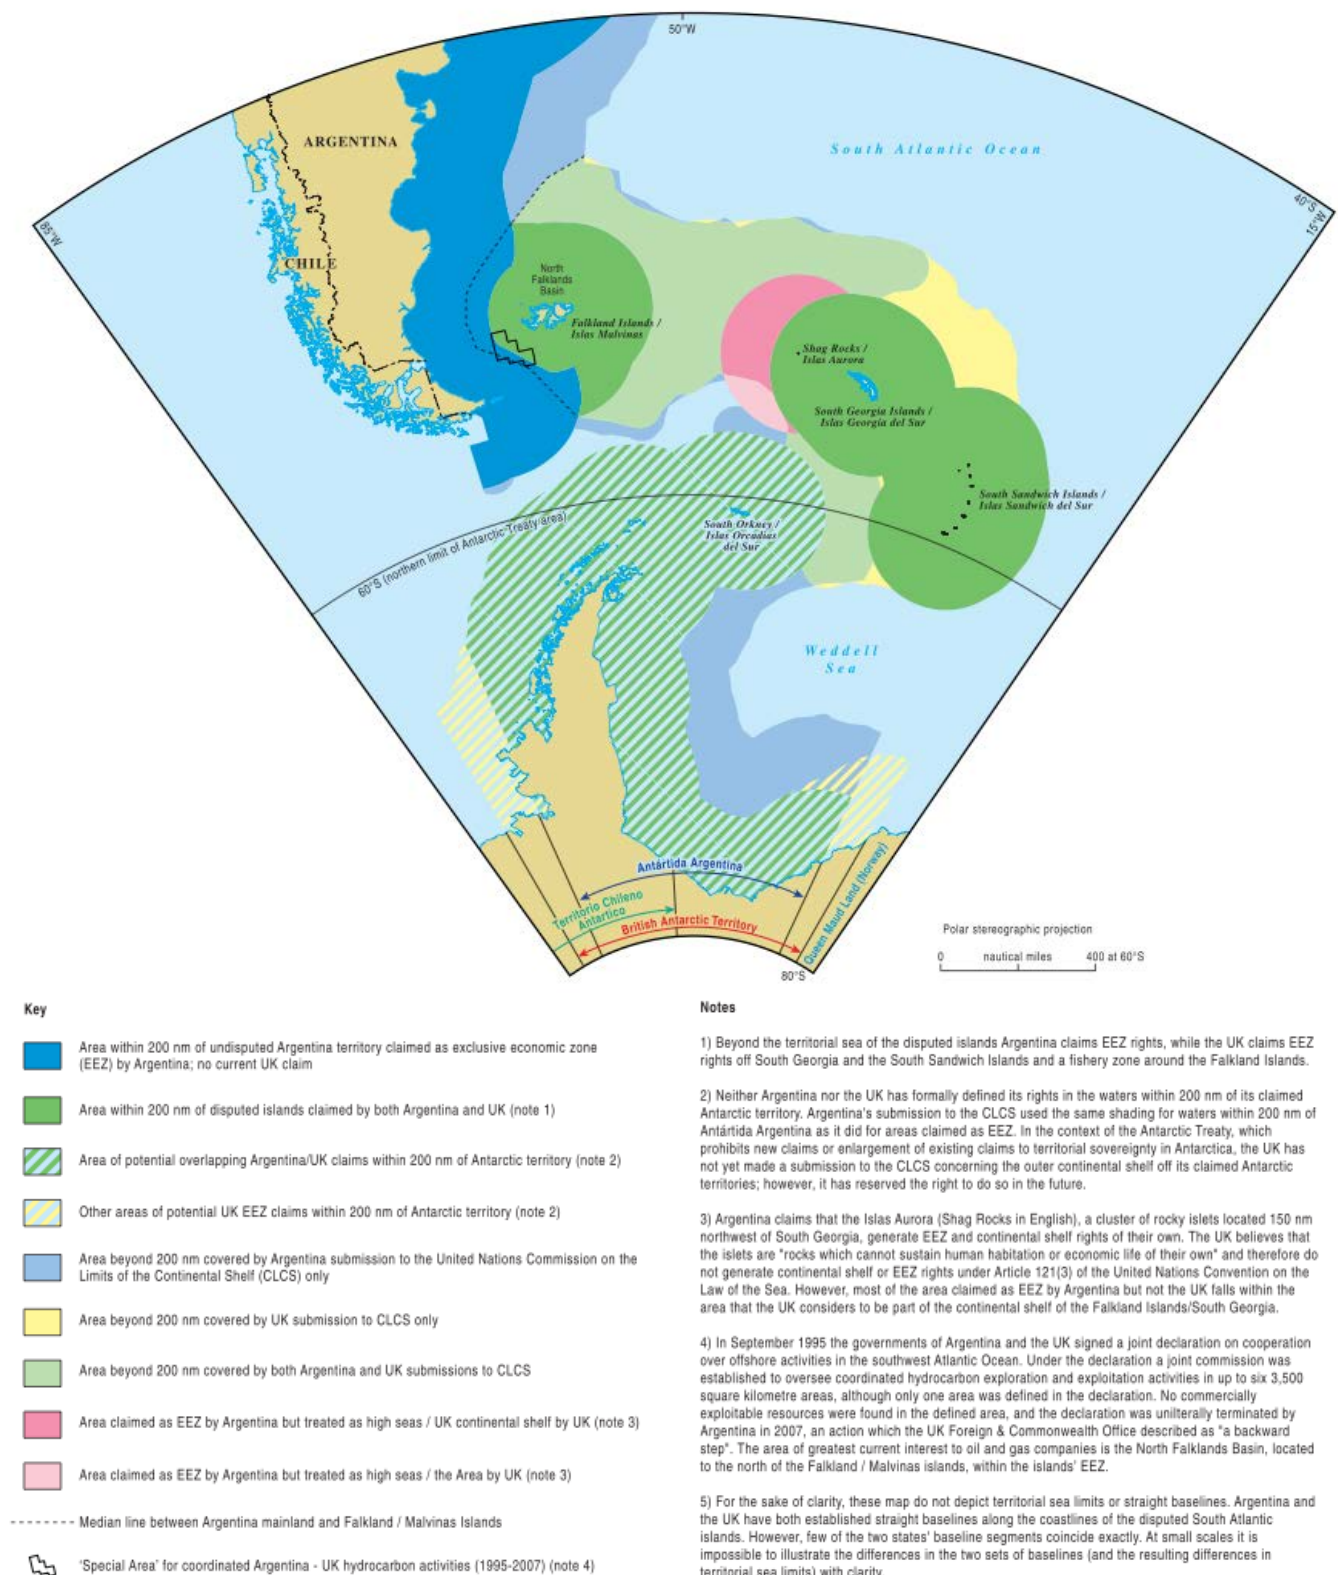 50°W
ARGENTINA
South Atlantic Ocean
40°S
15°W
85°W
CHILE
North
Falklands
Basin
Falkland Islands /
Islas Malvinas
Shag Rocks /
Islas Aurora
South Georgia Islands /
Islas Georgia del Sur
South Sandwich Islands /
Islas Sandwich del Sur
South Orkney /
Islas Orcadas
del Sur
60°S (northern limit of Antarctic Treaty area)
Weddell
Sea
Antártida Argentina
Territorio Chileno
Antartico
British Antarctic Territory
Queen Maud Land (Norway)
80°S
Polar stereographic projection
0 nautical miles 400 at 60°S
Key
Area within 200 nm of undisputed Argentina territory claimed as exclusive economic zone
(EEZ) by Argentina; no current UK claim
Area within 200 nm of disputed islands claimed by both Argentina and UK (note 1)
Area of potential overlapping Argentina/UK claims within 200 nm of Antarctic territory (note 2)
Other areas of potential UK EEZ claims within 200 nm of Antarctic territory (note 2)
Area beyond 200 nm covered by Argentina submission to the United Nations Commission on the
Limits of the Continental Shelf (CLCS) only
Area beyond 200 nm covered by UK submission to CLCS only
Area beyond 200 nm covered by both Argentina and UK submissions to CLCS
Area claimed as EEZ by Argentina but treated as high seas / UK continental shelf by UK (note 3)
Area claimed as EEZ by Argentina but treated as high seas / the Area by UK (note 3)
Median line between Argentina mainland and Falkland / Malvinas Islands
'Special Area' for coordinated Argentina - UK hydrocarbon activities (1995-2007) (note 4)
Notes
1) Beyond the territorial sea of the disputed islands Argentina claims EEZ rights, while the UK claims EEZ
rights off South Georgia and the South Sandwich Islands and a fishery zone around the Falkland Islands.
2) Neither Argentina nor the UK has formally defined its rights in the waters within 200 nm of its claimed
Antarctic territory. Argentina's submission to the CLCS used the same shading for waters within 200 nm of
Antártida Argentina as it did for areas claimed as EEZ. In the context of the Antarctic Treaty, which
prohibits new claims or enlargement of existing claims to territorial sovereignty in Antarctica, the UK has
not yet made a submission to the CLCS concerning the outer continental shelf off its claimed Antarctic
territories; however, it has reserved the right to do so in the future.
3) Argentina claims that the Islas Aurora (Shag Rocks in English), a cluster of rocky islets located 150 nm
northwest of South Georgia, generate EEZ and continental shelf rights of their own. The UK believes that
the islets are "rocks which cannot sustain human habitation or economic life of their own" and therefore do
not generate continental shelf or EEZ rights under Article 121(3) of the United Nations Convention on the
Law of the Sea. However, most of the area claimed as EEZ by Argentina but not the UK falls within the
area that the UK considers to be part of the continental shelf of the Falkland Islands/South Georgia.
4) In September 1995 the governments of Argentina and the UK signed a joint declaration on cooperation
over offshore activities in the southwest Atlantic Ocean. Under the declaration a joint commission was
established to oversee coordinated hydrocarbon exploration and exploitation activities in up to six 3,500
square kilometre areas, although only one area was defined in the declaration. No commercially
exploitable resources were found in the defined area, and the declaration was unilterally terminated by
Argentina in 2007, an action which the UK Foreign & Commonwealth Office described as "a backward
step". The area of greatest current interest to oil and gas companies is the North Falklands Basin, located
to the north of the Falkland / Malvinas islands, within the islands' EEZ.
5) For the sake of clarity, these map do not depict territorial sea limits or straight baselines. Argentina and
the UK have both established straight baselines along the coastlines of the disputed South Atlantic
islands. However, few of the two states' baseline segments coincide exactly. At small scales it is
impossible to illustrate the differences in the two sets of baselines (and the resulting differences in
territorial sea limits) with clarity.